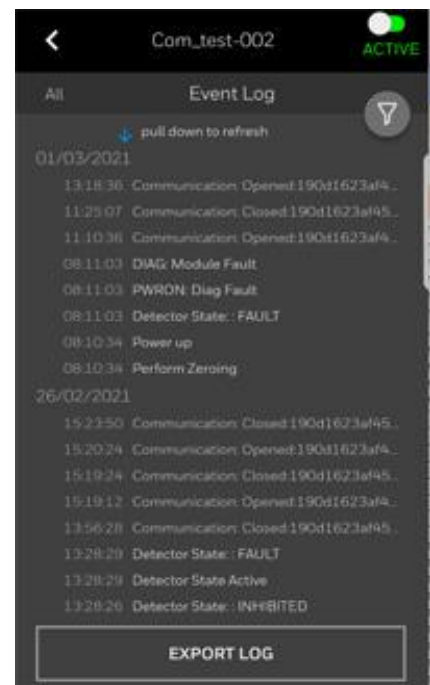 Com_test-002
ACTIVE
All Event Log
pull down to refresh
01/03/2021
13:18:36 Communication: Opened:190d1623af4...
11:25:07 Communication: Closed:190d1623af45...
11:10:36 Communication: Opened:190d1623af4...
08:11:03 DIAG: Module Fault
08:11:03 PWRON: Diag Fault
08:11:03 Detector State: : FAULT
08:10:34 Power up
08:10:34 Perform Zeroing
26/02/2021
15:23:50 Communication: Closed:190d1623af45...
15:20:24 Communication: Opened:190d1623af4...
15:19:24 Communication: Closed:190d1623af45...
15:19:12 Communication: Opened:190d1623af4...
13:56:28 Communication: Closed:190d1623af45...
13:28:29 Detector State: : FAULT
13:28:29 Detector State Active
13:28:26 Detector State: : INHIBITED
EXPORT LOG